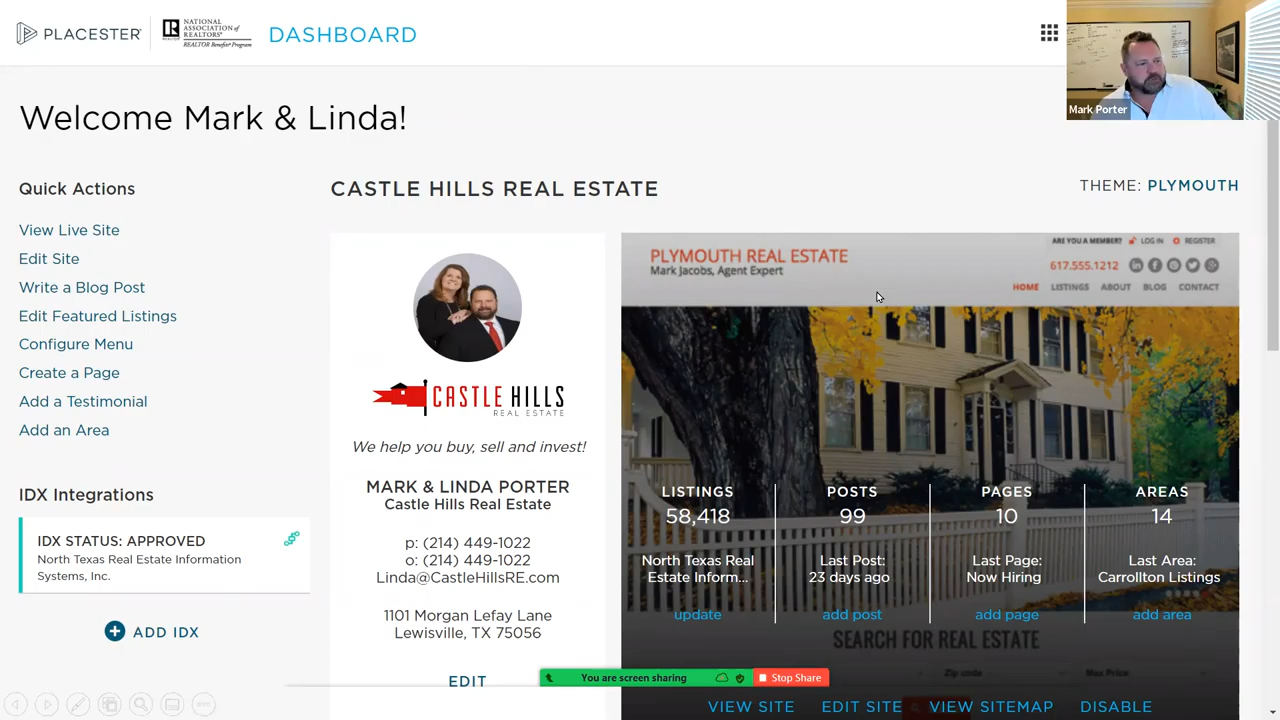 PLACESTER
NATIONAL
ASSOCIATION of
REALTORS®
REALTOR Benefits® Program
DASHBOARD
Mark Porter
Welcome Mark & Linda!
Quick Actions
View Live Site
Edit Site
Write a Blog Post
Edit Featured Listings
Configure Menu
Create a Page
Add a Testimonial
Add an Area
IDX Integrations
IDX STATUS: APPROVED
North Texas Real Estate Information
Systems, Inc.
ADD IDX
CASTLE HILLS REAL ESTATE
THEME: PLYMOUTH
CASTLE HILLS
REAL ESTATE
We help you buy, sell and invest!
MARK & LINDA PORTER
Castle Hills Real Estate
p: (214) 449-1022
o: (214) 449-1022
Linda@CastleHillsRE.com
1101 Morgan Lefay Lane
Lewisville, TX 75056
EDIT
PLYMOUTH REAL ESTATE
Mark Jacobs, Agent Expert
ARE YOU A MEMBER? LOG IN REGISTER
617.555.1212
HOME LISTINGS ABOUT BLOG CONTACT
LISTINGS
58,418
North Texas Real
Estate Inform...
update
POSTS
99
Last Post:
23 days ago
add post
PAGES
10
Last Page:
Now Hiring
add page
AREAS
14
Last Area:
Carrollton Listings
add area
SEARCH FOR REAL ESTATE
Zip code Max Price
You are screen sharing Stop Share
VIEW SITE EDIT SITE VIEW SITEMAP DISABLE